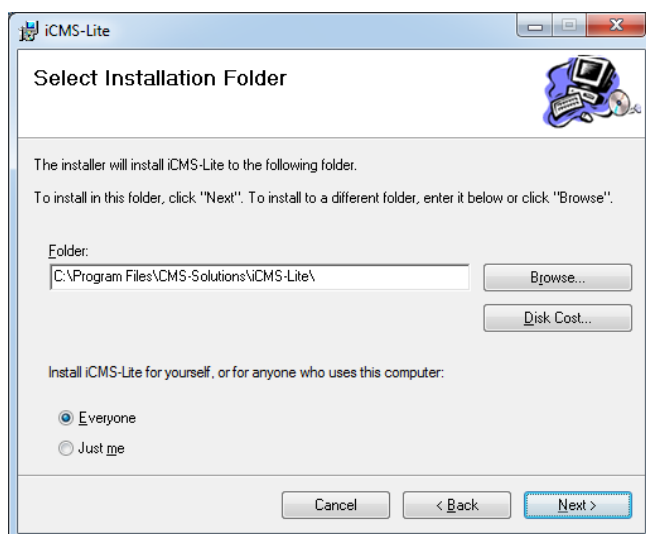 iCMS-Lite
Select Installation Folder
The installer will install iCMS-Lite to the following folder.
To install in this folder, click "Next". To install to a different folder, enter it below or click "Browse".
Folder:
C:\Program Files\CMS-Solutions\iCMS-Lite\
Browse...
Disk Cost...
Install iCMS-Lite for yourself, or for anyone who uses this computer:
Everyone
Just me
Cancel < Back Next >